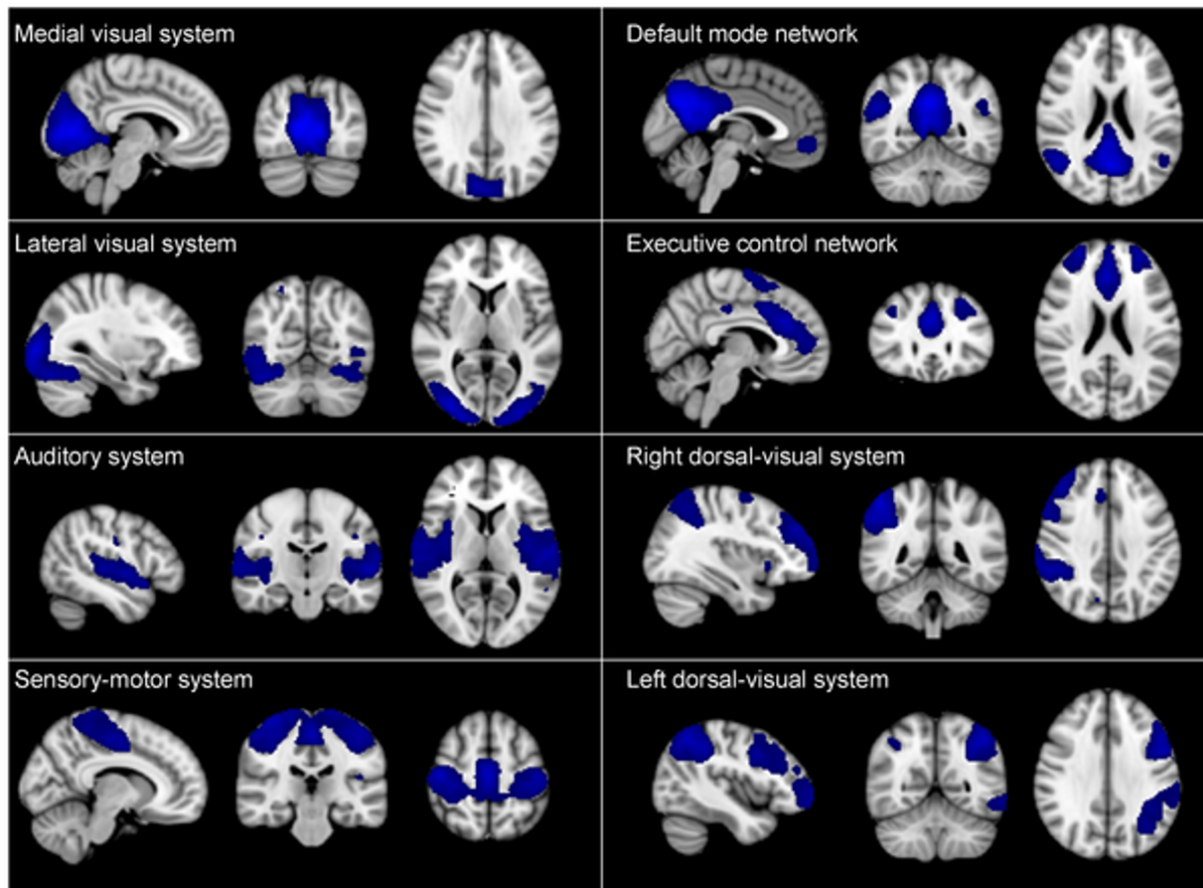 Medial visual system
Default mode network
Lateral visual system
Executive control network
Auditory system
Right dorsal-visual system
Sensory-motor system
Left dorsal-visual system